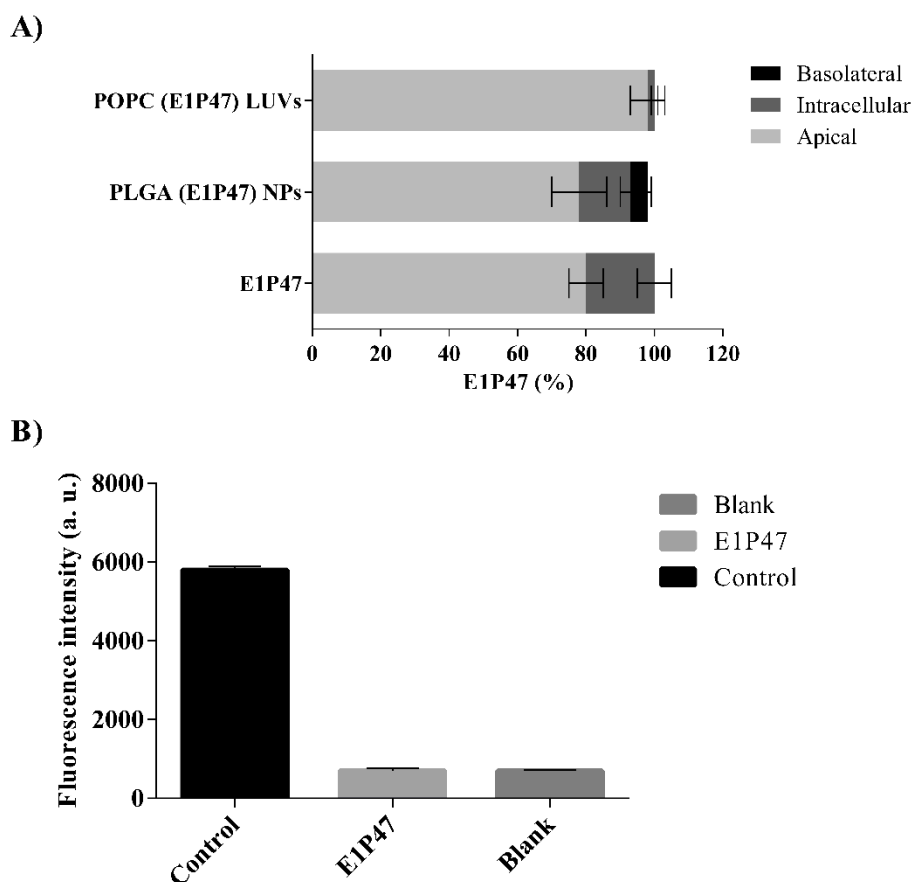 A)
POPC (E1P47) LUVs
PLGA (E1P47) NPs
E1P47
0 20 40 60 80 100 120
E1P47 (%)
Basolateral
Intracellular
Apical
B)
Fluorescence intensity (a. u.)
8000
6000
4000
2000
0
Control
E1P47
Blank
Blank
E1P47
Control